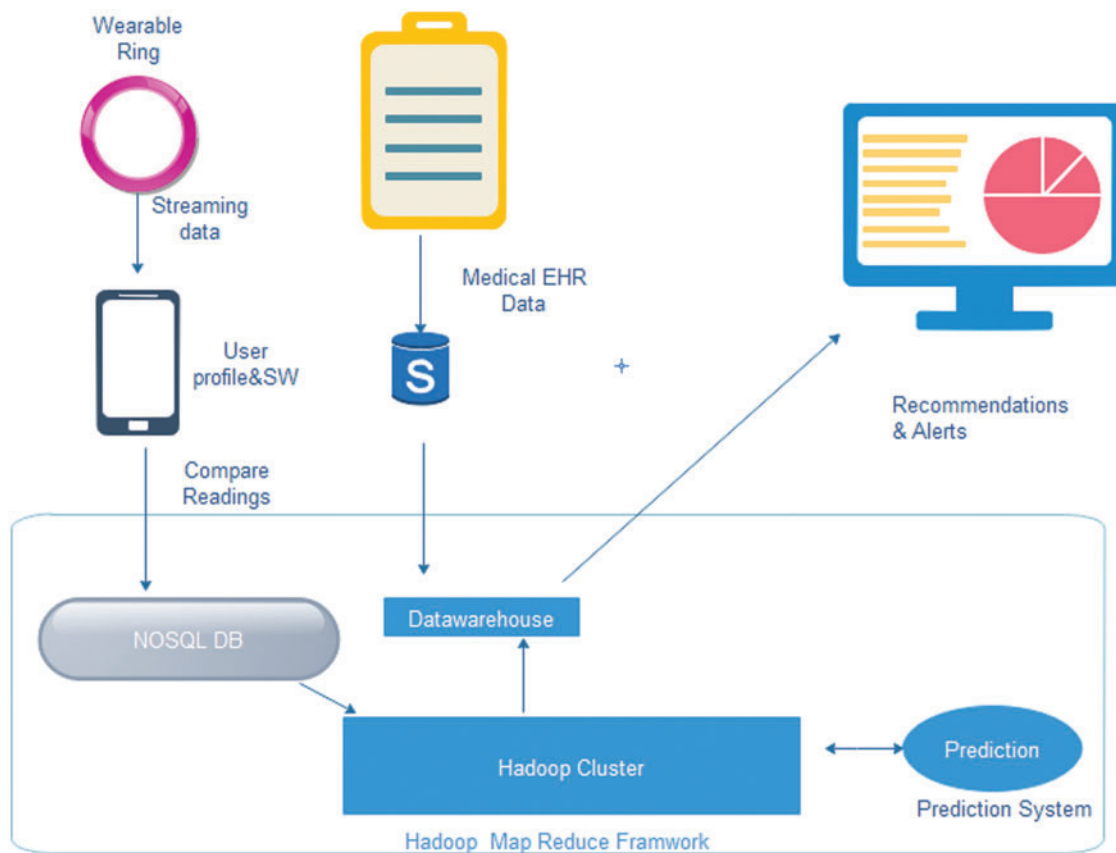 Wearable
Ring
Streaming
data
Medical EHR
Data
S
User
profile&SW
Recommendations
& Alerts
Compare
Readings
NOSQL DB
Datawarehouse
Hadoop Cluster
Prediction
Prediction System
Hadoop Map Reduce Framwork